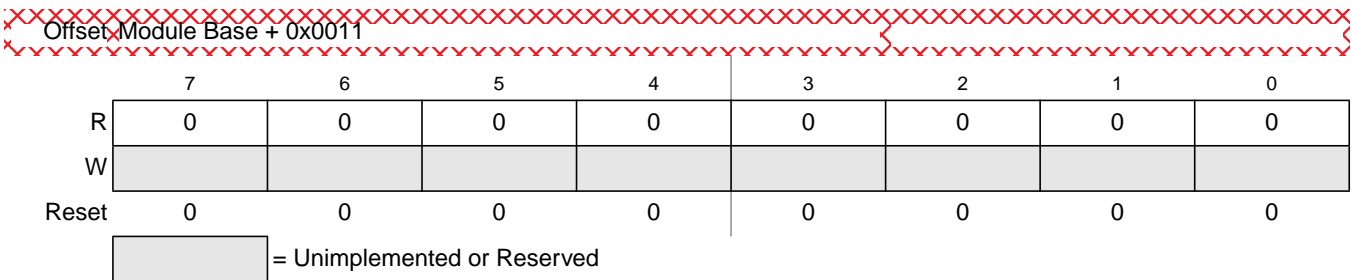 Offset Module Base + 0x0011
7 6 5 4 3 2 1 0
R 0 0 0 0 0 0 0 0
W
Reset 0 0 0 0 0 0 0 0
= Unimplemented or Reserved